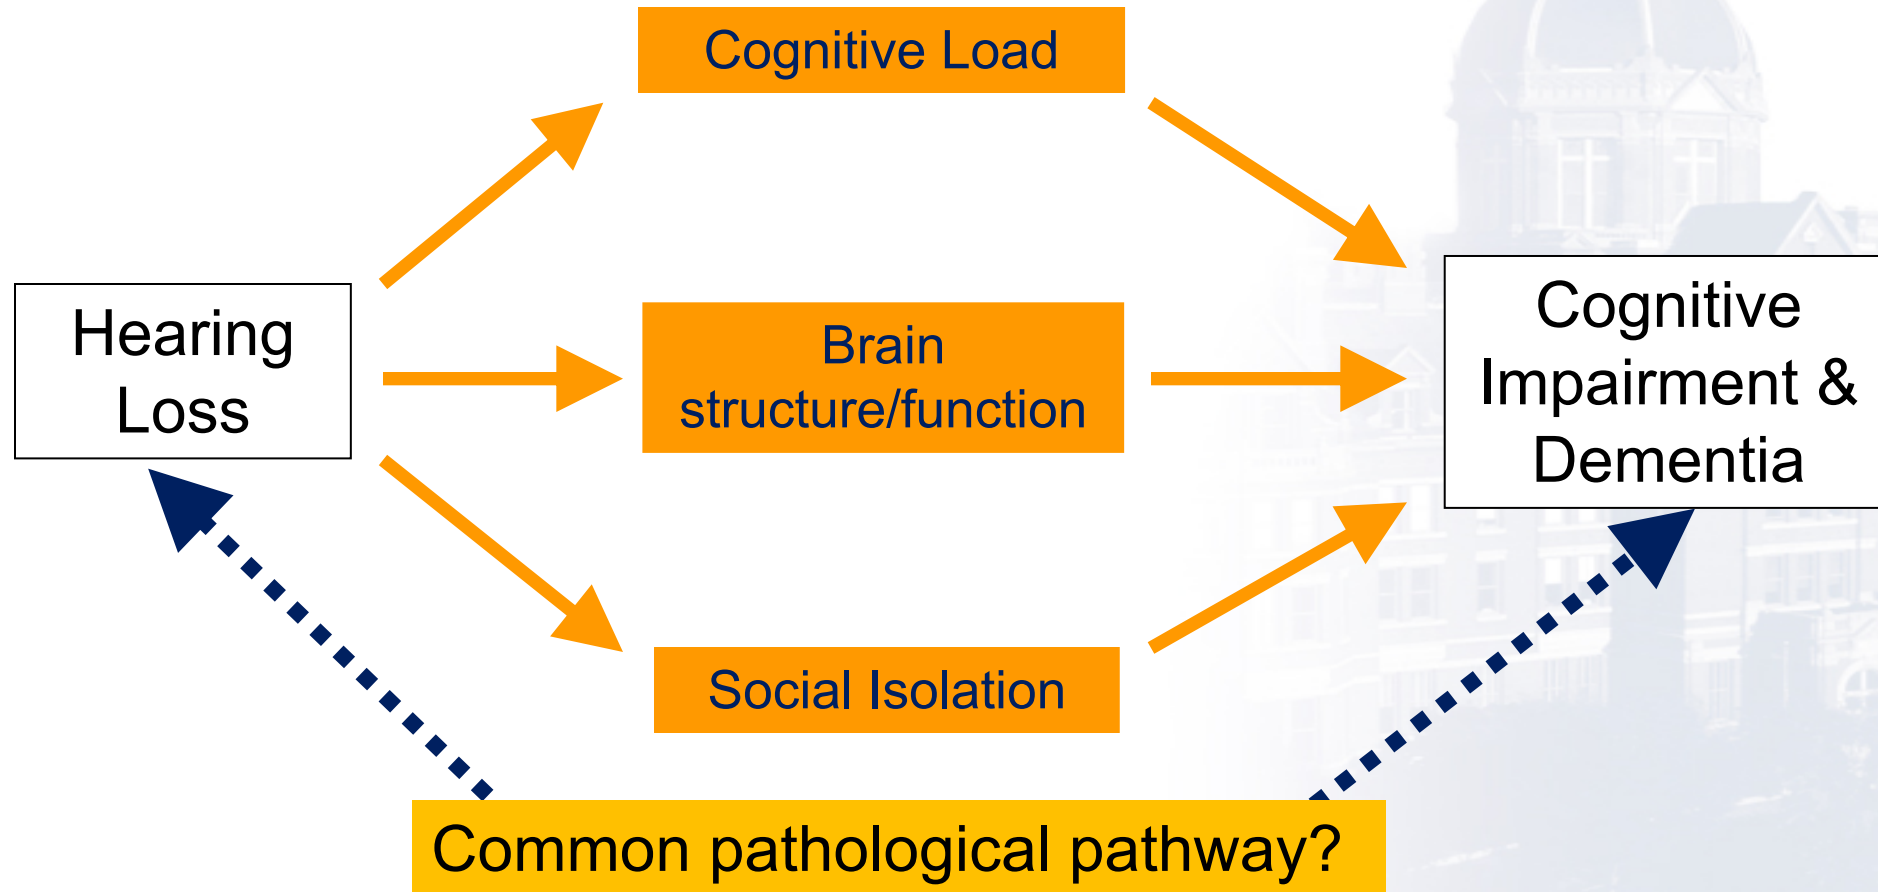 Cognitive Load
Hearing
Loss
Brain
structure/function
Cognitive
Impairment &
Dementia
Social Isolation
Common pathological pathway?